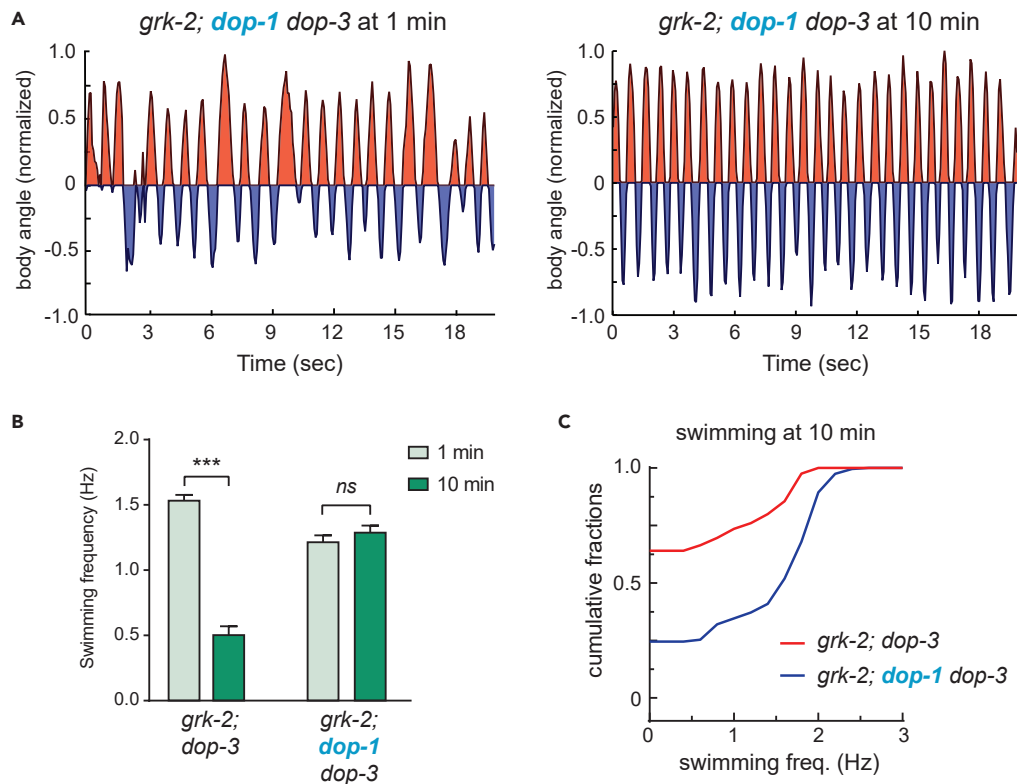 A
grk-2; dop-1 dop-3 at 1 min
body angle (normalized)
1.0
0.5
0
-0.5
-1.0
0 3 6 9 12 15 18
Time (sec)
grk-2; dop-1 dop-3 at 10 min
body angle (normalized)
1.0
0.5
0
-0.5
-1.0
0 3 6 9 12 15 18
Time (sec)
B
Swimming frequency (Hz)
2.0
1.5
1.0
0.5
0.0
***
ns
1 min
10 min
grk-2;
dop-3
grk-2;
dop-1
dop-3
C
swimming at 10 min
cumulative fractions
1.0
0.5
0
grk-2; dop-3
grk-2; dop-1 dop-3
0 1 2 3
swimming freq. (Hz)